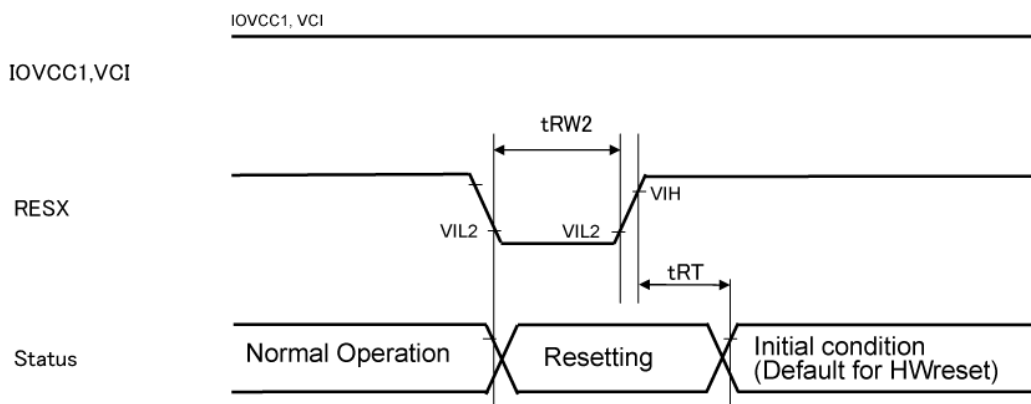 IOVCC1, VCI
IOVCC1,VCI
tRW2
RESX
VIH
VIL2
VIL2
tRT
Status
Normal Operation
Resetting
Initial condition
(Default for HWreset)